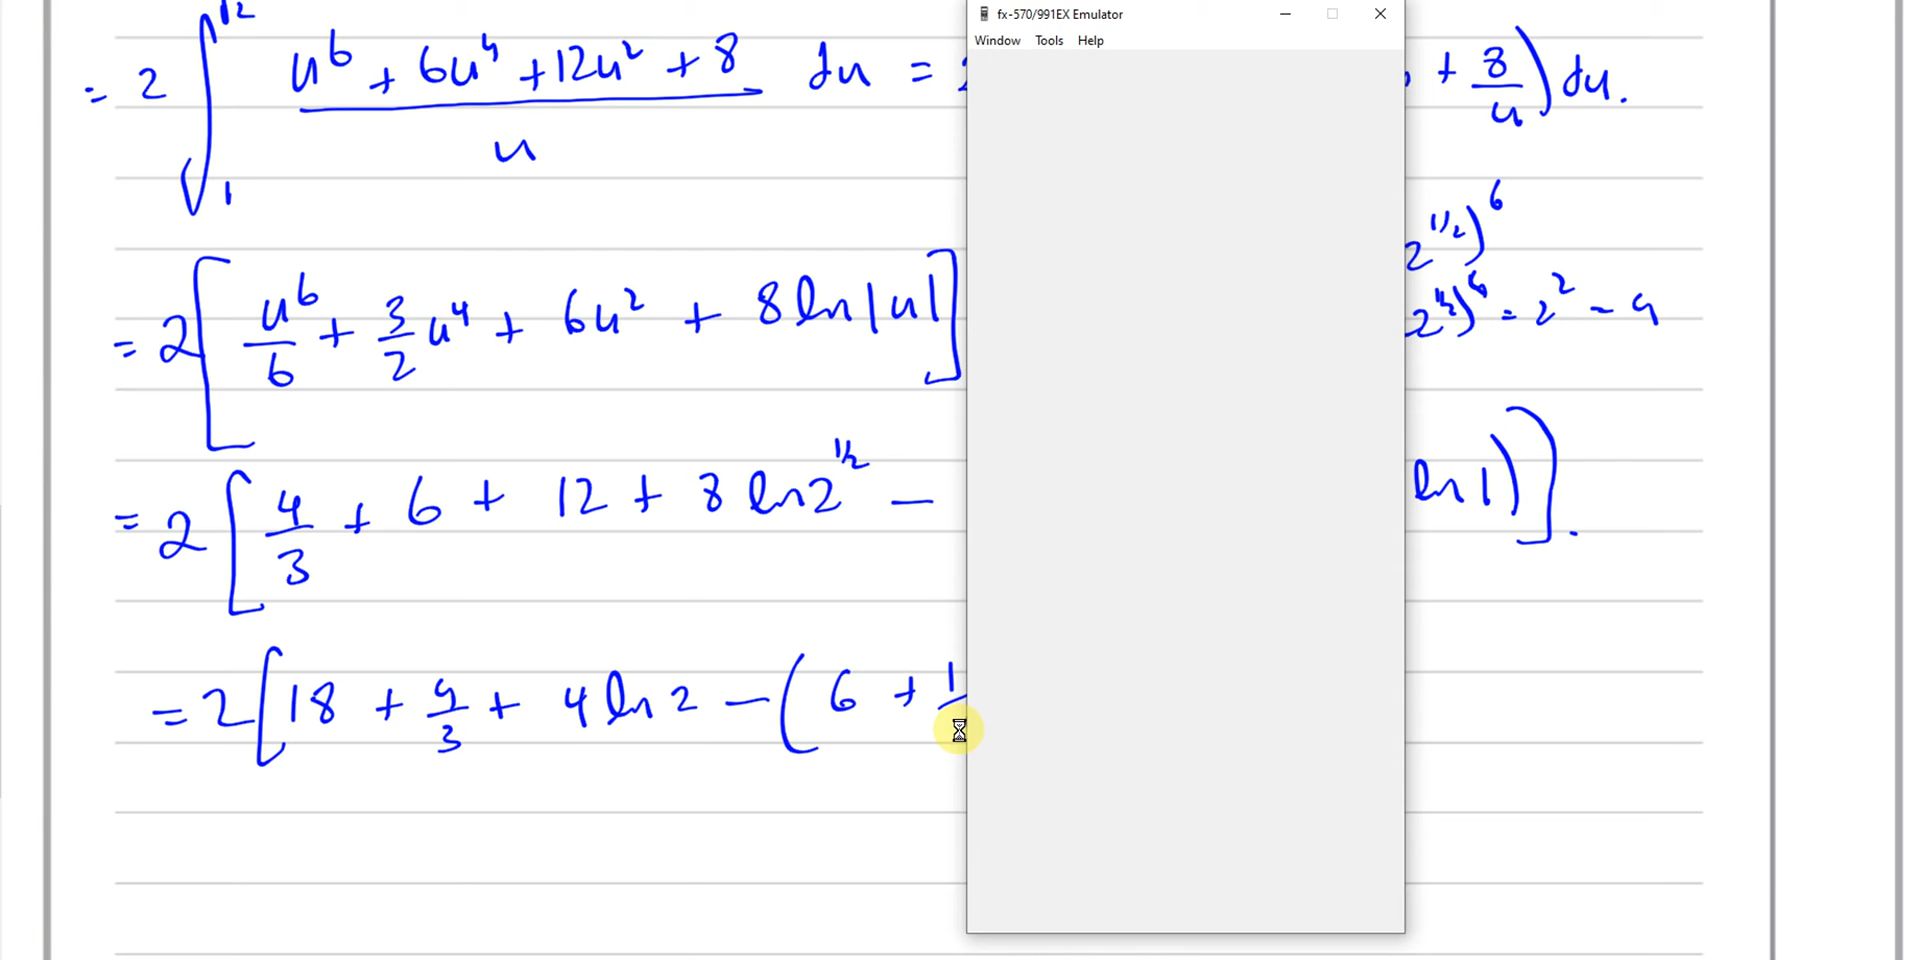 fx-570/991EX Emulator
Window Tools Help
= 2 ∫₁^√2 (u⁶ + 6u⁴ + 12u² + 8)/u du = 2 + 8/u) du.
2^(1/2))⁶
= 2[u⁶/6 + 3/2 u⁴ + 6u² + 8 ln|u|] 2^(1/2))⁴ = 2² = 4
= 2[4/3 + 6 + 12 + 8 ln 2^(1/2) − ln 1)].
= 2[18 + 4/3 + 4 ln 2 − (6 + 1